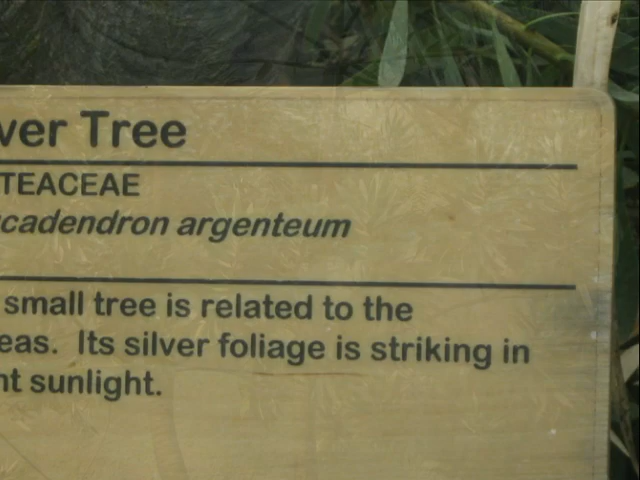 ver Tree
TEACEAE
cadendron argenteum
small tree is related to the
eas. Its silver foliage is striking in
nt sunlight.